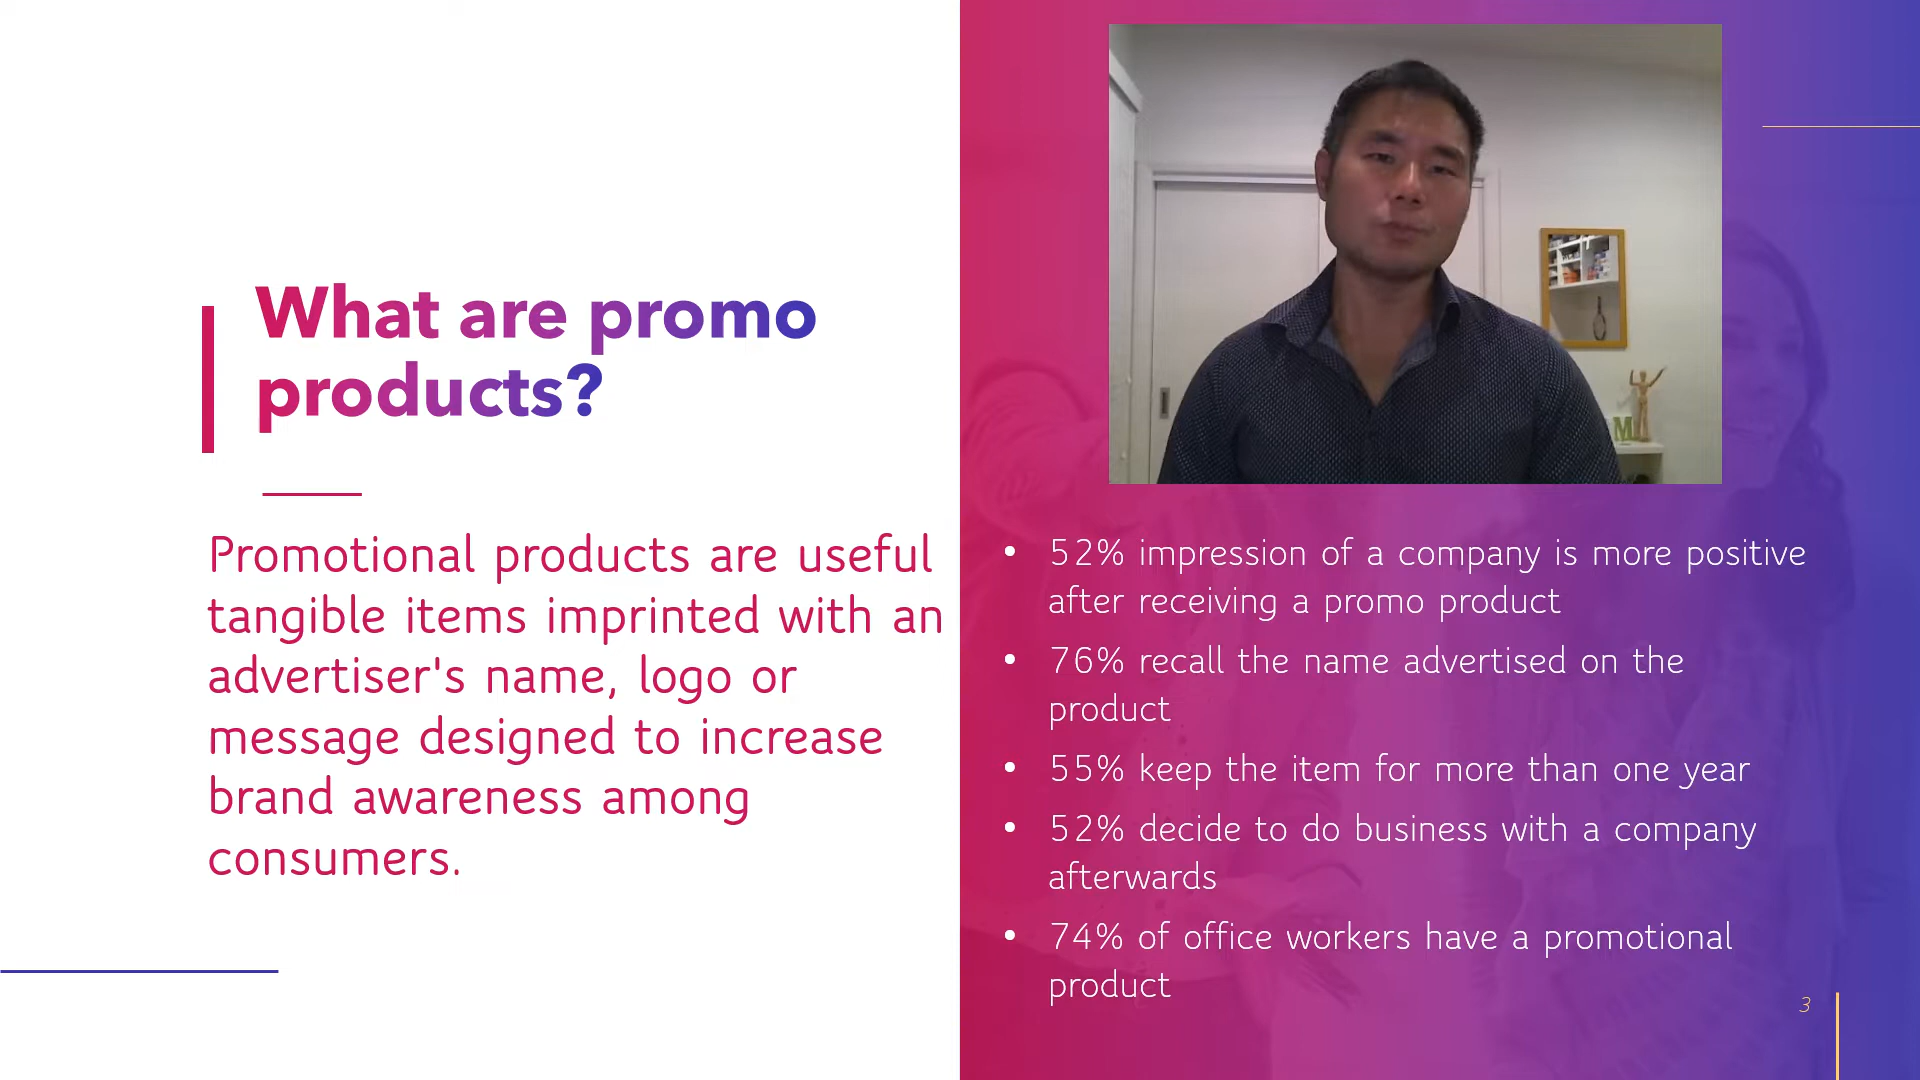 What are promo
products?
Promotional products are useful
tangible items imprinted with an
advertiser's name, logo or
message designed to increase
brand awareness among
consumers.
M
• 52% impression of a company is more positive
after receiving a promo product
• 76% recall the name advertised on the
product
• 55% keep the item for more than one year
• 52% decide to do business with a company
afterwards
• 74% of office workers have a promotional
product
3